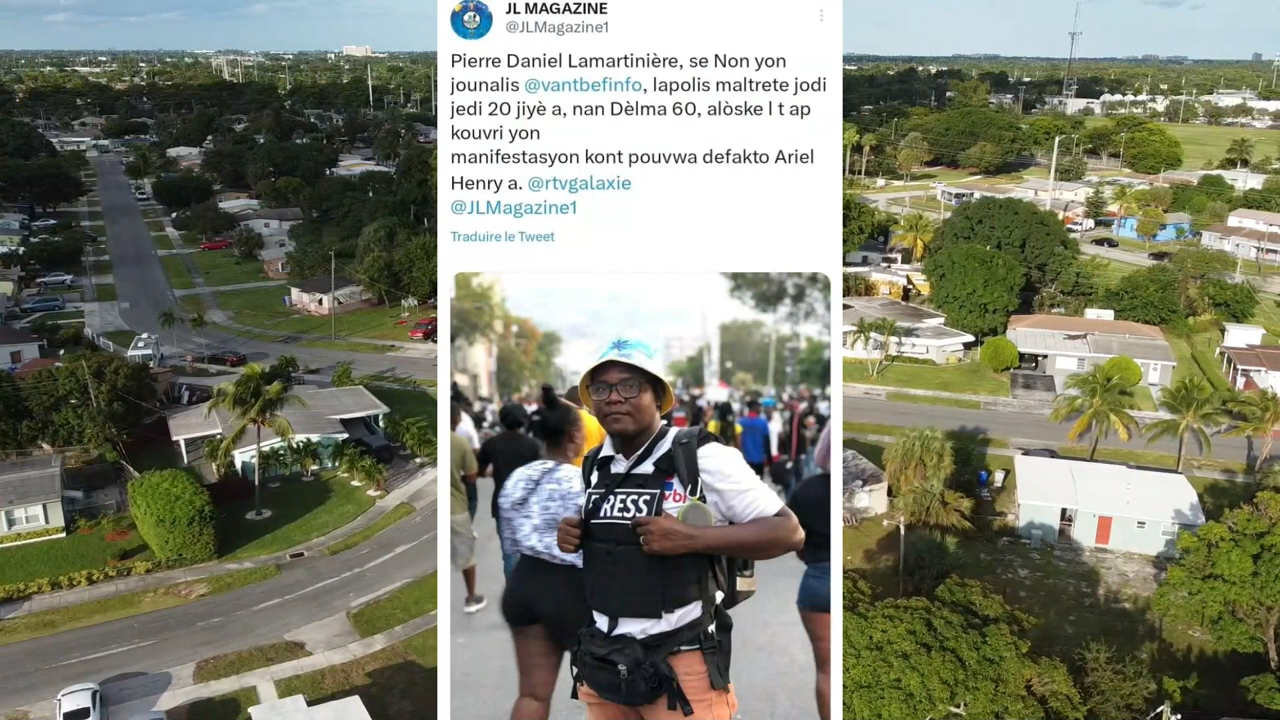 JL MAGAZINE
@JLMagazine1
Pierre Daniel Lamartinière, se Non yon
jounalis @vantbefinfo, lapolis maltrete jodi
jedi 20 jiyè a, nan Dèlma 60, alòske l t ap
kouvri yon
manifestasyon kont pouvwa defakto Ariel
Henry a. @rtvgalaxie
@JLMagazine1
Traduire le Tweet
PRESS
vbi